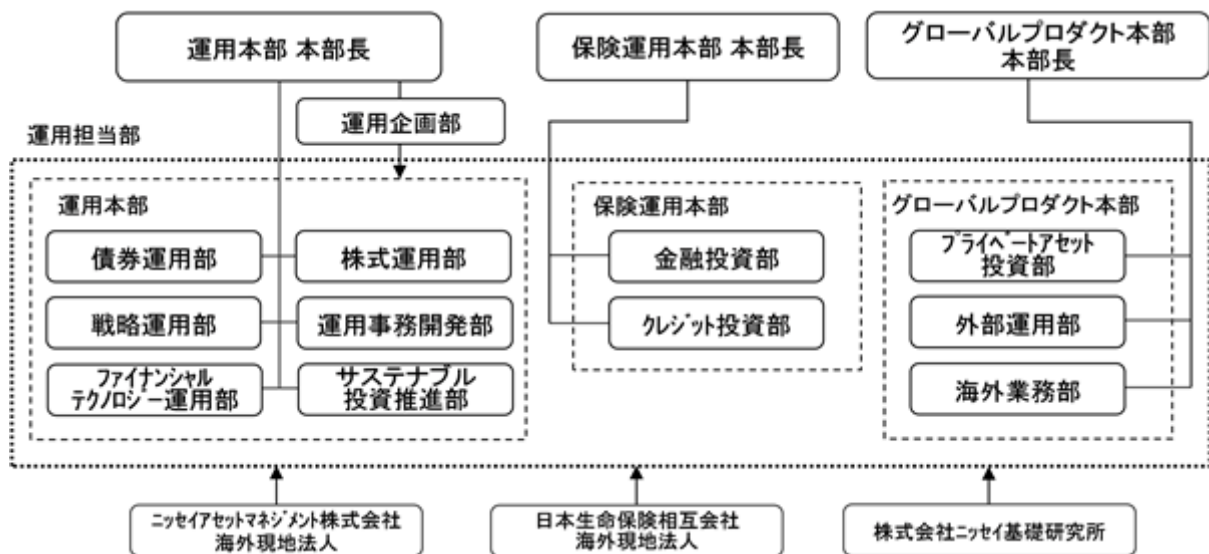 運用本部 本部長
保険運用本部 本部長
グローバルプロダクト本部
本部長
運用企画部
運用担当部
運用本部
債券運用部
株式運用部
戦略運用部
運用事務開発部
ファイナンシャル
テクノロジー運用部
サステナブル
投資推進部
保険運用本部
金融投資部
クレジット投資部
グローバルプロダクト本部
プライベートアセット
投資部
外部運用部
海外業務部
ニッセイアセットマネジメント株式会社
海外現地法人
日本生命保険相互会社
海外現地法人
株式会社ニッセイ基礎研究所